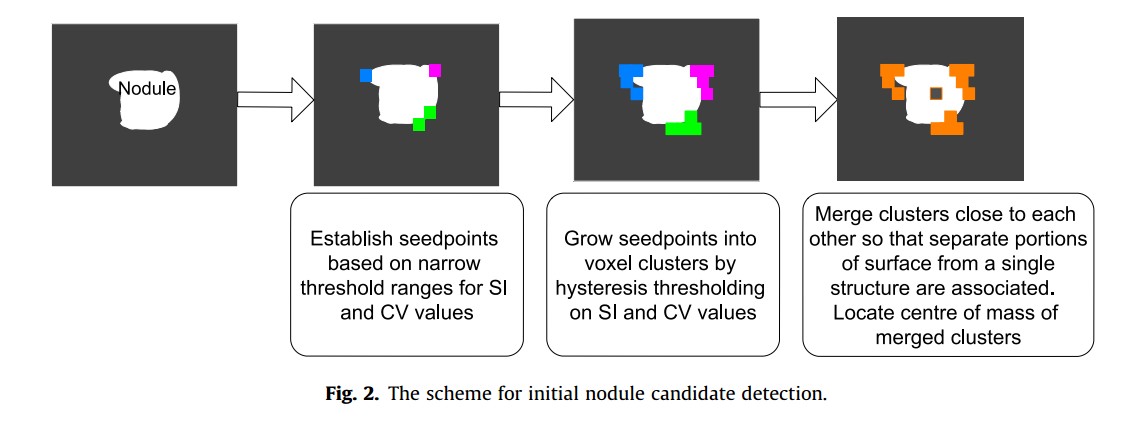 Nodule
Establish seedpoints
based on narrow
threshold ranges for SI
and CV values
Grow seedpoints into
voxel clusters by
hysteresis thresholding
on SI and CV values
Merge clusters close to each
other so that separate portions
of surface from a single
structure are associated.
Locate centre of mass of
merged clusters
Fig. 2. The scheme for initial nodule candidate detection.